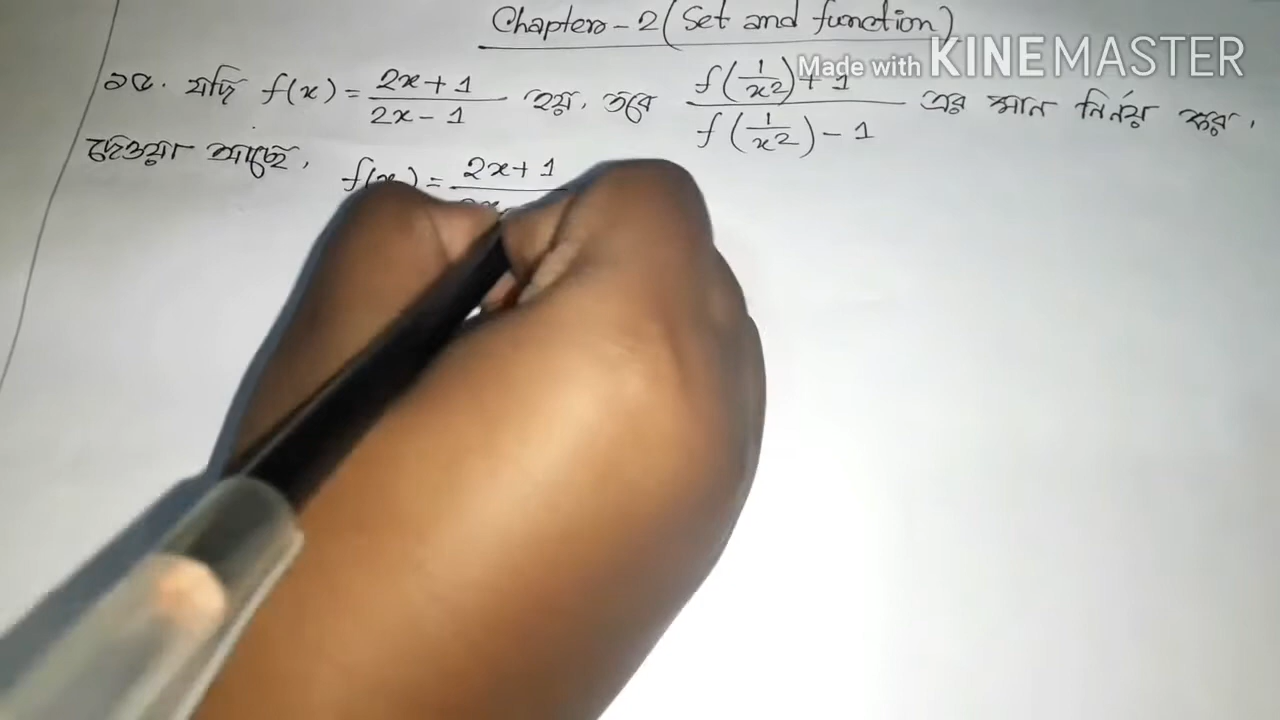 Chapter - 2 (Set and function)
Made with KINEMASTER
১৫. যদি f(x) = (2x + 1)/(2x - 1) হয়, তবে (f(1/x2) + 1)/(f(1/x2) - 1) এর মান নির্ণয় কর.
দেওয়া আছে, f(x) = 2x + 1